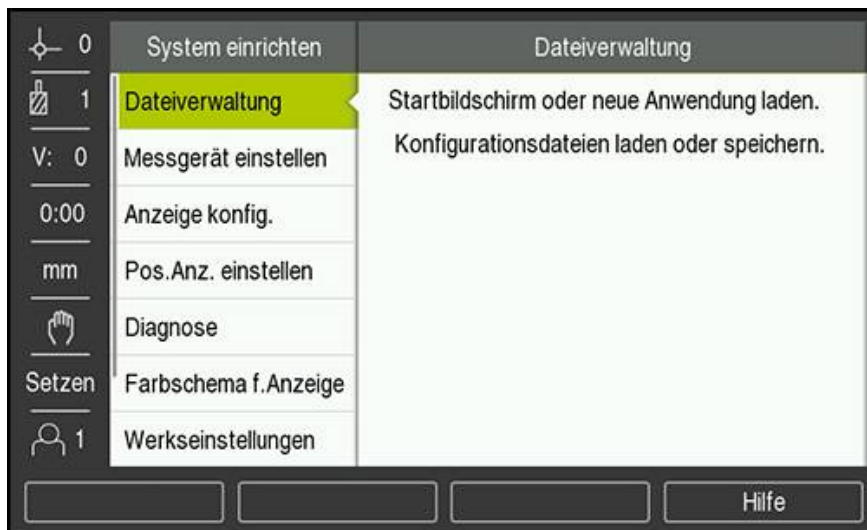 0
System einrichten
Dateiverwaltung
1
Dateiverwaltung
Startbildschirm oder neue Anwendung laden.
Konfigurationsdateien laden oder speichern.
V: 0
Messgerät einstellen
0:00
Anzeige konfig.
mm
Pos.Anz. einstellen
Diagnose
Setzen
Farbschema f.Anzeige
1
Werkseinstellungen
Hilfe